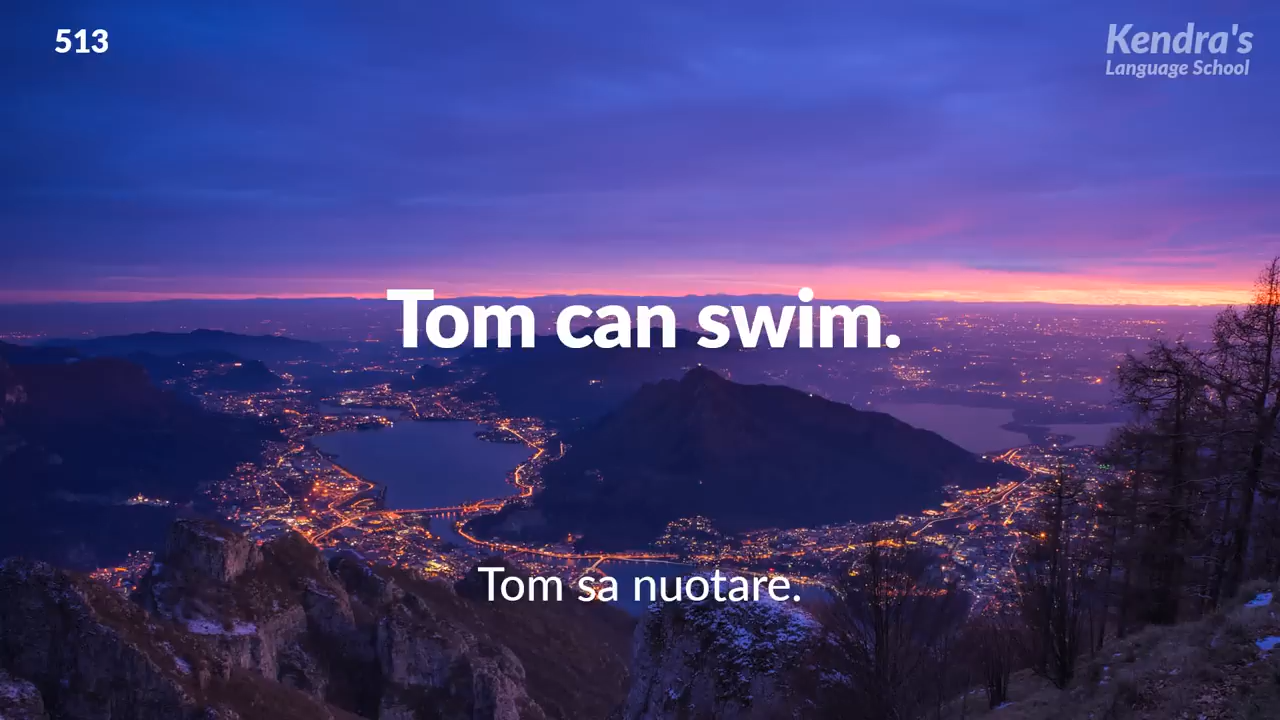 513
Kendra's
Language School
Tom can swim.
Tom sa nuotare.